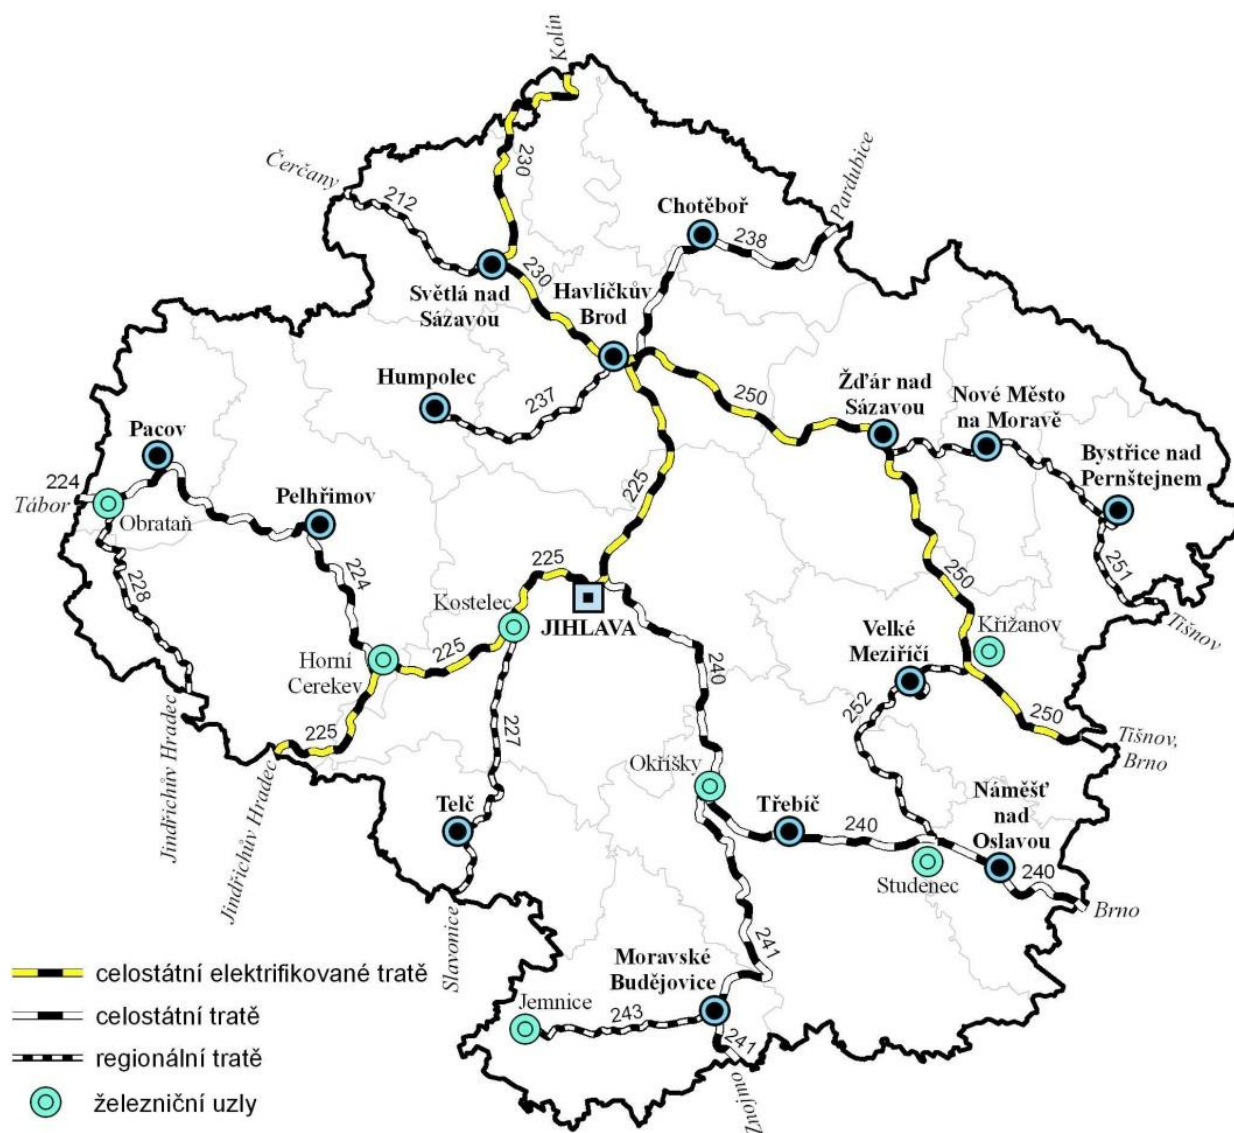 Kolín
Čerčany
212
230
Chotěboř
238
Pardubice
230
Světlá nad
Sázavou
Havlíčkův
Brod
Humpolec
237
250
Žďár nad
Sázavou
Nové Město
na Moravě
Bystřice nad
Pernštejnem
Pacov
224
Tábor
Obrataň
Pelhřimov
225
228
224
225
Kostelec
JIHLAVA
250
251
Tišnov
Křižanov
Velké
Meziříčí
Horní
Cerekev
225
240
252
225
227
250
Tišnov,
Brno
Jindřichův Hradec
Jindřichův Hradec
Okříšky
Telč
Třebíč
240
Náměšť
nad
Oslavou
Studenec
240
Brno
Slavonice
241
Moravské
Budějovice
Jemnice
243
241
Znojmo
celostátní elektrifikované tratě
celostátní tratě
regionální tratě
železniční uzly